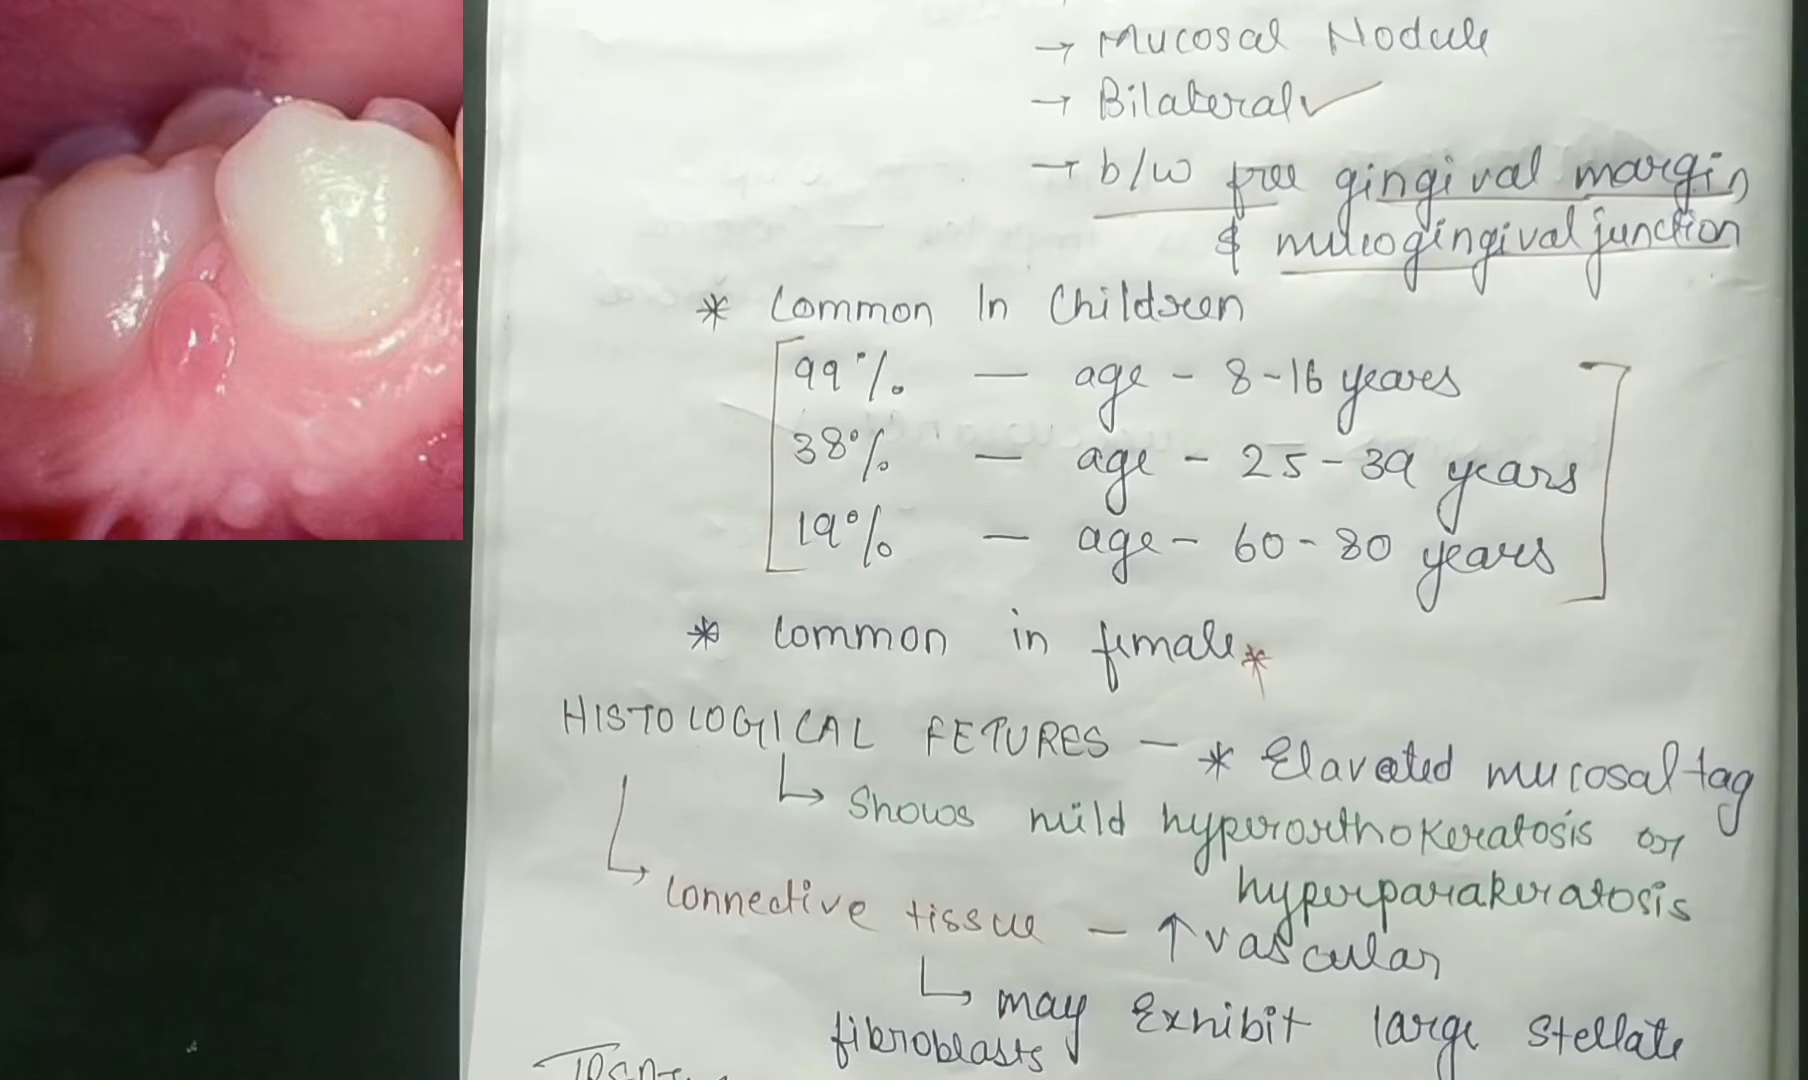 → Mucosal Nodule
→ Bilateral ✓
→ b/w free gingival margin
& mucogingival junction
* Common In Children
99% — age - 8-16 years
38% — age - 25-39 years
19% — age - 60-80 years
* Common in female *
HISTOLOGICAL FETURES — * Elavated mucosal tag
↳ Shows mild hyperorthokeratosis or
hyperparakeratosis
↳ Connective tissue — ↑ vascular
↳ may Exhibit large stellate
fibroblasts